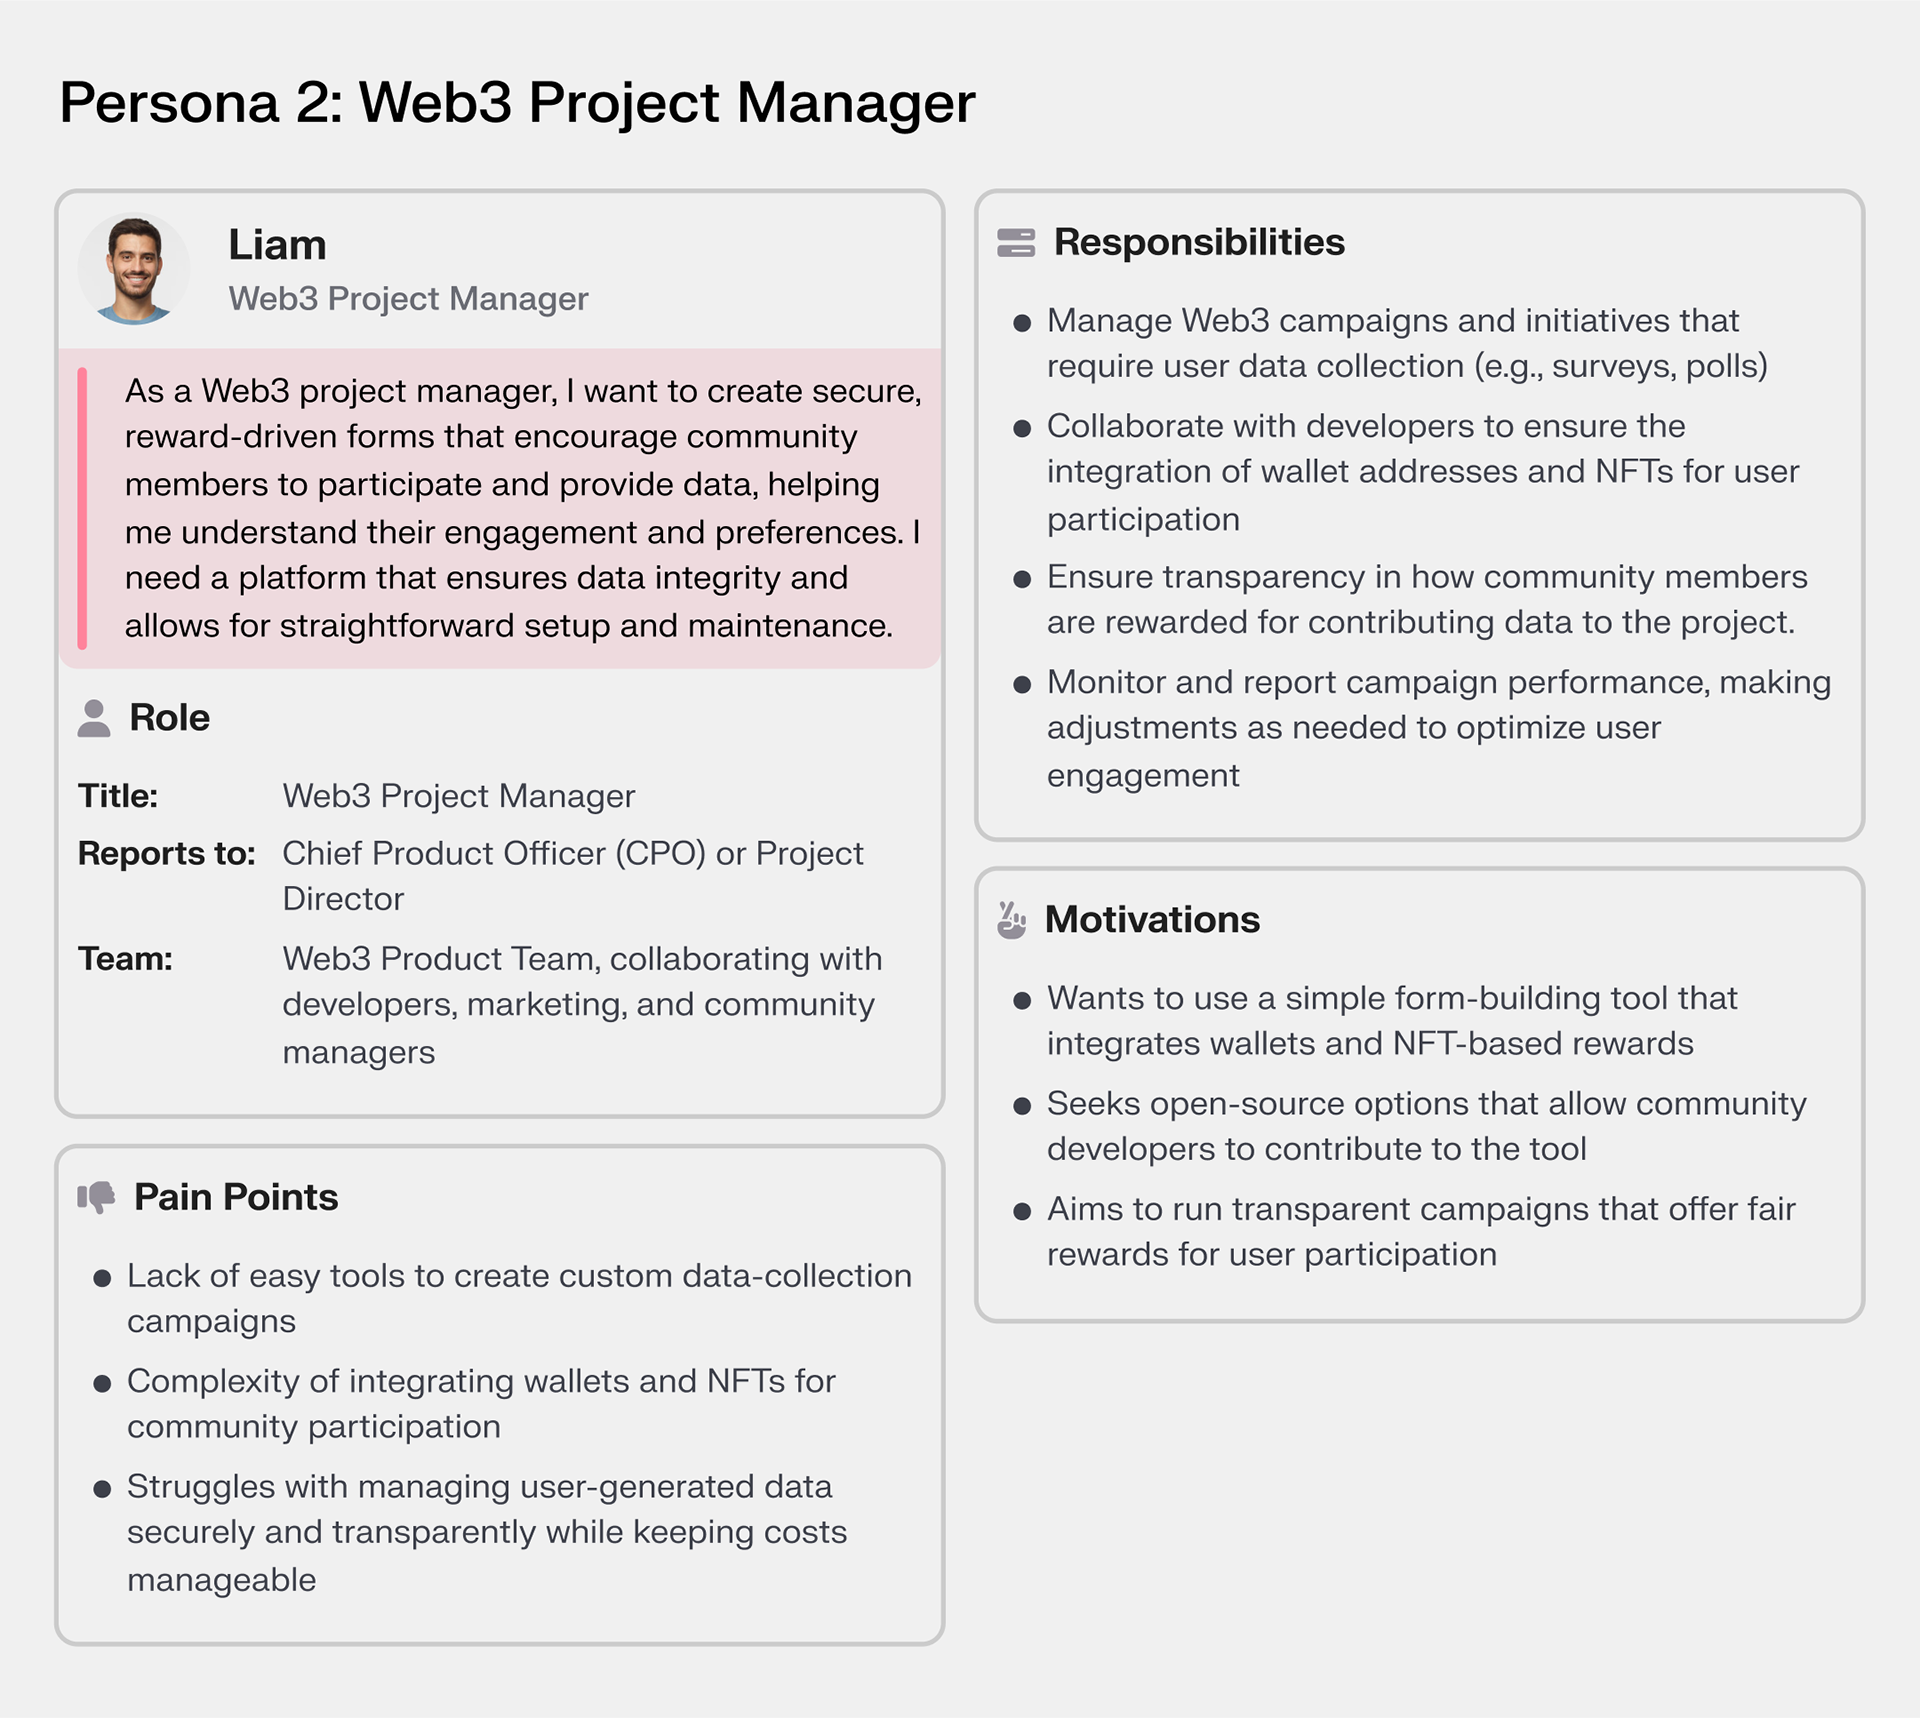 Persona 2: Web3 Project Manager
Liam
Web3 Project Manager
As a Web3 project manager, I want to create secure,
reward-driven forms that encourage community
members to participate and provide data, helping
me understand their engagement and preferences. I
need a platform that ensures data integrity and
allows for straightforward setup and maintenance.
Role
Title: Web3 Project Manager
Reports to: Chief Product Officer (CPO) or Project
Director
Team: Web3 Product Team, collaborating with
developers, marketing, and community
managers
Pain Points
● Lack of easy tools to create custom data-collection
campaigns
● Complexity of integrating wallets and NFTs for
community participation
● Struggles with managing user-generated data
securely and transparently while keeping costs
manageable
Responsibilities
● Manage Web3 campaigns and initiatives that
require user data collection (e.g., surveys, polls)
● Collaborate with developers to ensure the
integration of wallet addresses and NFTs for user
participation
● Ensure transparency in how community members
are rewarded for contributing data to the project.
● Monitor and report campaign performance, making
adjustments as needed to optimize user
engagement
Motivations
● Wants to use a simple form-building tool that
integrates wallets and NFT-based rewards
● Seeks open-source options that allow community
developers to contribute to the tool
● Aims to run transparent campaigns that offer fair
rewards for user participation